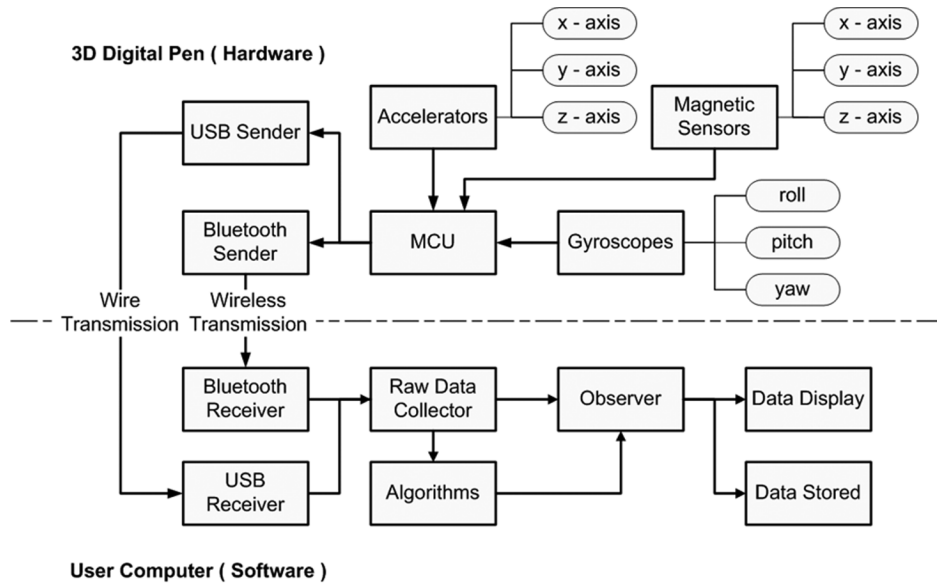 3D Digital Pen ( Hardware )
x - axis
y - axis
z - axis
x - axis
y - axis
z - axis
Accelerators
Magnetic
Sensors
USB Sender
Bluetooth
Sender
MCU
Gyroscopes
roll
pitch
yaw
Wire
Transmission
Wireless
Transmission
Bluetooth
Receiver
Raw Data
Collector
Observer
Data Display
USB
Receiver
Algorithms
Data Stored
User Computer ( Software )